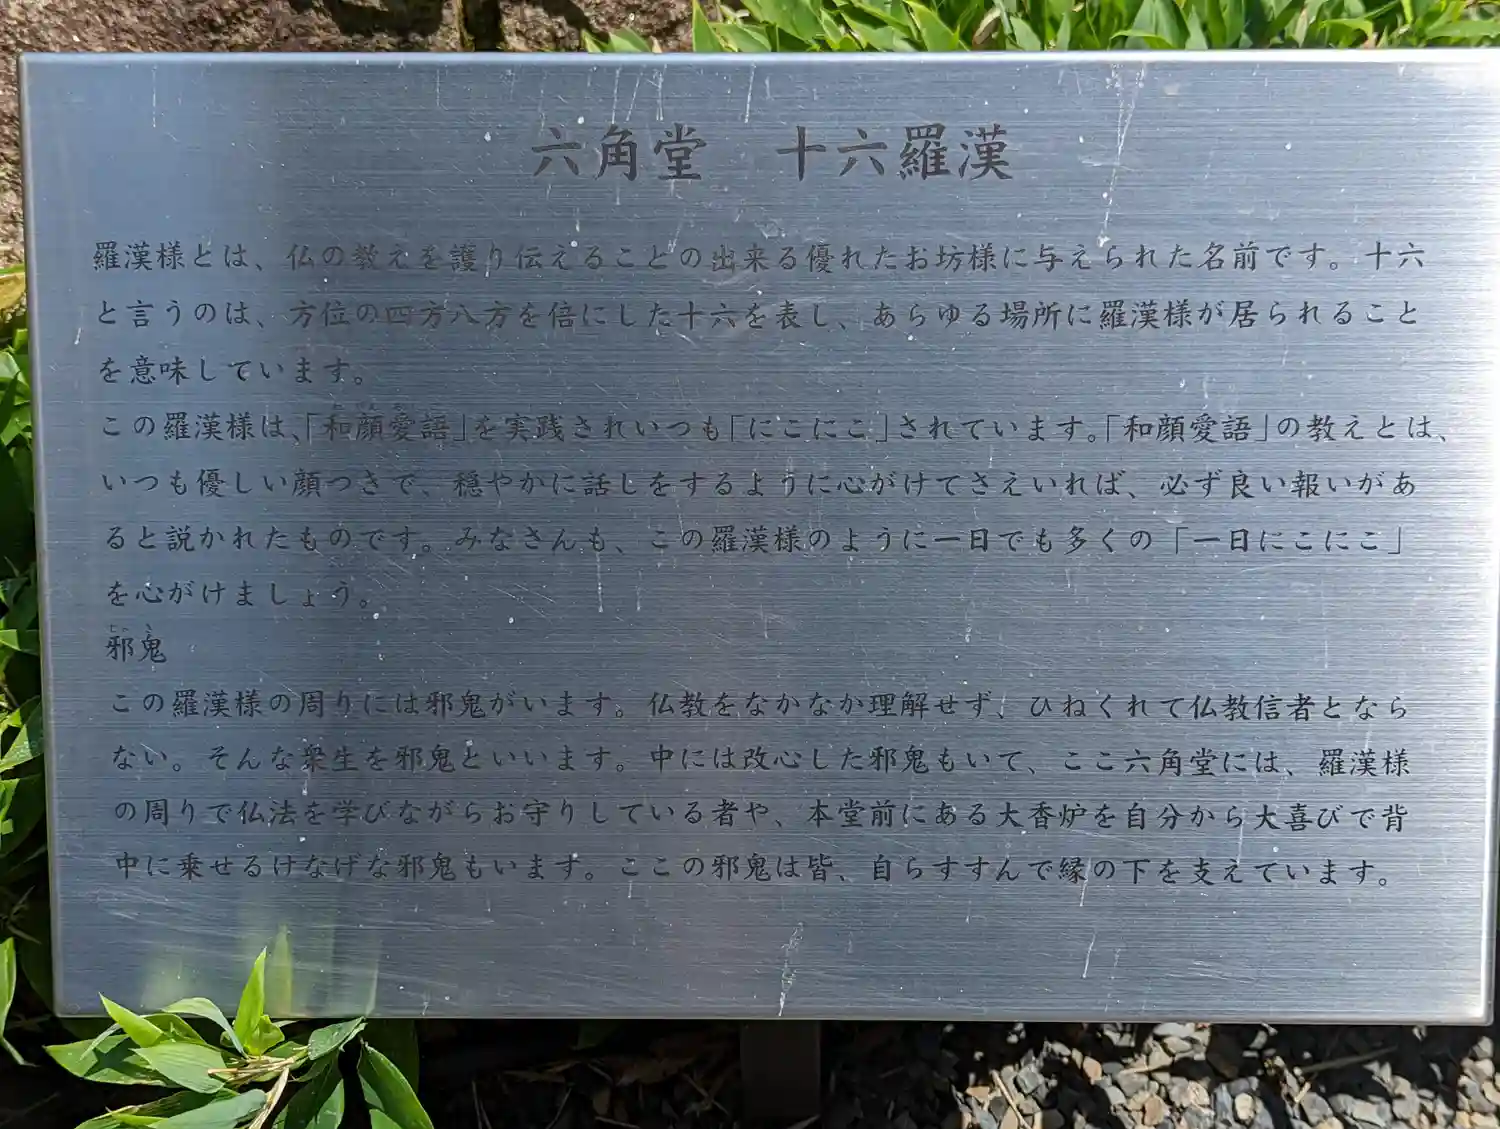 六角堂　十六羅漢
羅漢様とは、仏の教えを護り伝えることの出来る優れたお坊様に与えられた名前です。十六
と言うのは、方位の四方八方を倍にした十六を表し、あらゆる場所に羅漢様が居られること
を意味しています。
この羅漢様は、「和顔愛語」を実践されいつも「にこにこ」されています。「和顔愛語」の教えとは、
いつも優しい顔つきで、穏やかに話しをするように心がけてさえいれば、必ず良い報いがあ
ると説かれたものです。みなさんも、この羅漢様のように一日でも多くの「一日にこにこ」
を心がけましょう。
邪鬼
この羅漢様の周りには邪鬼がいます。仏教をなかなか理解せず、ひねくれて仏教信者となら
ない。そんな衆生を邪鬼といいます。中には改心した邪鬼もいて、ここ六角堂には、羅漢様
の周りで仏法を学びながらお守りしている者や、本堂前にある大香炉を自分から大喜びで背
中に乗せるけなげな邪鬼もいます。ここの邪鬼は皆、自らすすんで縁の下を支えています。